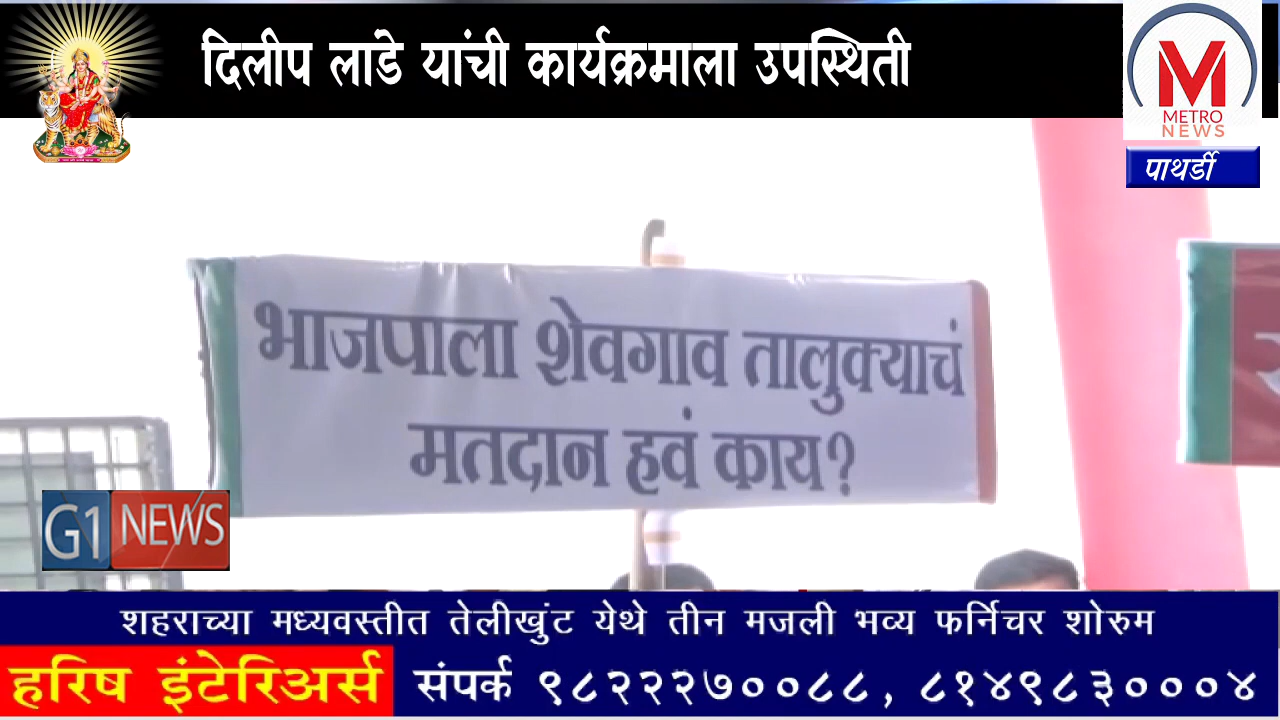 दिलीप लाडे यांची कार्यक्रमाला उपस्थिती
M
METRO
NEWS
पाथर्डी
भाजपाला शेवगाव तालुक्याचं
मतदान हवं काय?
G1 NEWS
शहराच्या मध्यवस्तीत तेलीखुंट येथे तीन मजली भव्य फर्निचर शोरुम
हरिष इंटेरिअर्स संपर्क ९८२२२७००८८, ८१४९८३०००४